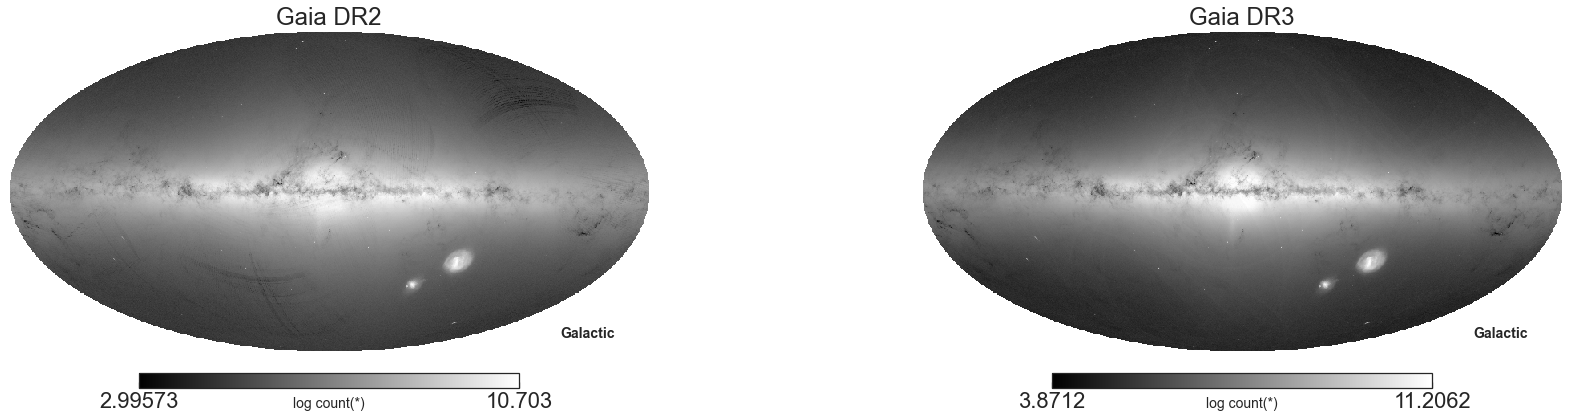 Gaia DR2
Galactic
2.99573 log count(*) 10.703
Gaia DR3
Galactic
3.8712 log count(*) 11.2062